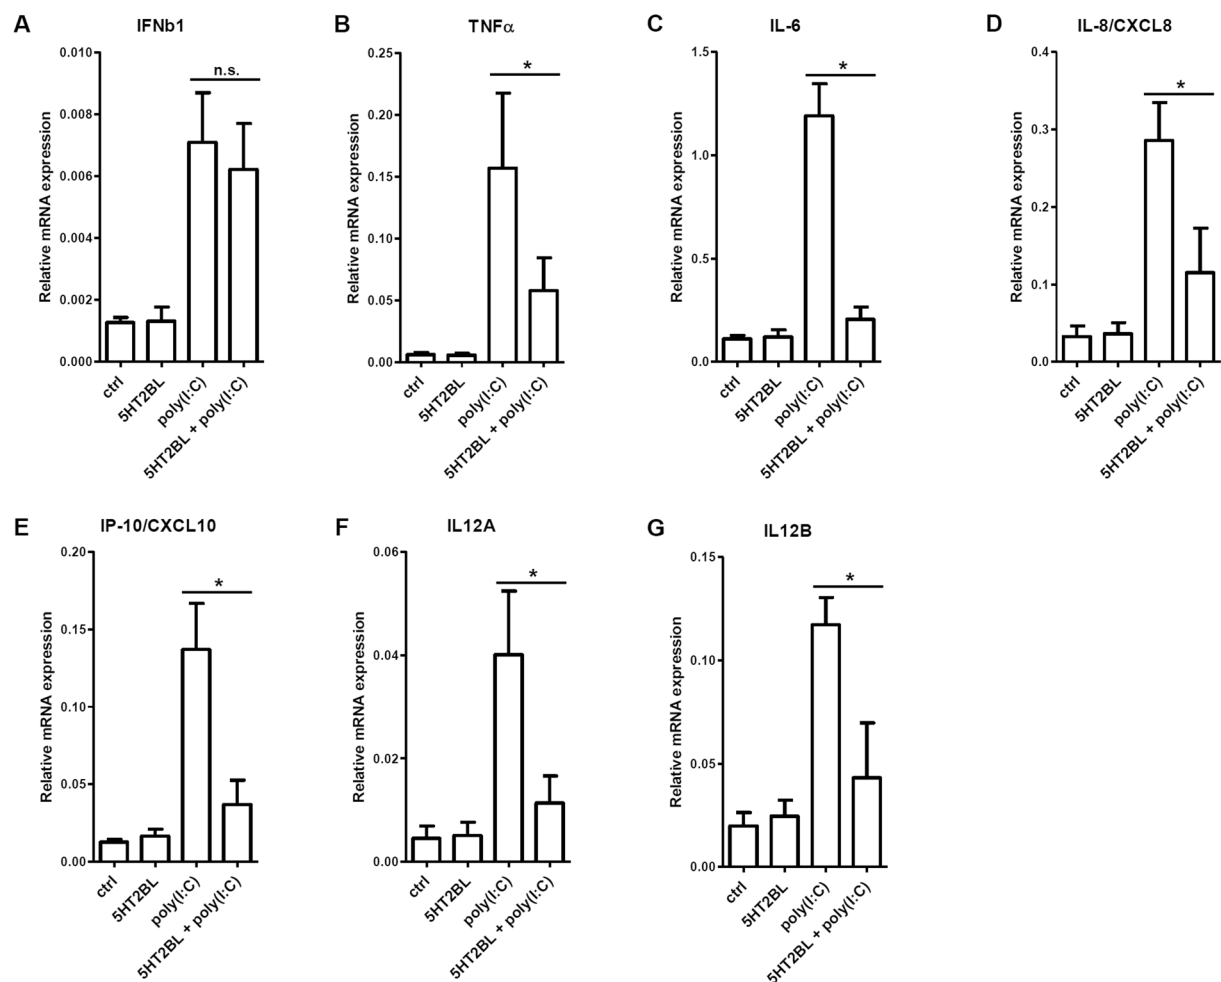 A IFNb1
Relative mRNA expression
0.010
0.008
0.006
0.004
0.002
0.000
n.s.
ctrl
5HT2BL
poly(I:C)
5HT2BL + poly(I:C)
B TNFα
Relative mRNA expression
0.25
0.20
0.15
0.10
0.05
0.00
*
ctrl
5HT2BL
poly(I:C)
5HT2BL + poly(I:C)
C IL-6
Relative mRNA expression
1.5
1.0
0.5
0.0
*
ctrl
5HT2BL
poly(I:C)
5HT2BL + poly(I:C)
D IL-8/CXCL8
Relative mRNA expression
0.4
0.3
0.2
0.1
0.0
*
ctrl
5HT2BL
poly(I:C)
5HT2BL + poly(I:C)
E IP-10/CXCL10
Relative mRNA expression
0.20
0.15
0.10
0.05
0.00
*
ctrl
5HT2BL
poly(I:C)
5HT2BL + poly(I:C)
F IL12A
Relative mRNA expression
0.06
0.04
0.02
0.00
*
ctrl
5HT2BL
poly(I:C)
5HT2BL + poly(I:C)
G IL12B
Relative mRNA expression
0.15
0.10
0.05
0.00
*
ctrl
5HT2BL
poly(I:C)
5HT2BL + poly(I:C)